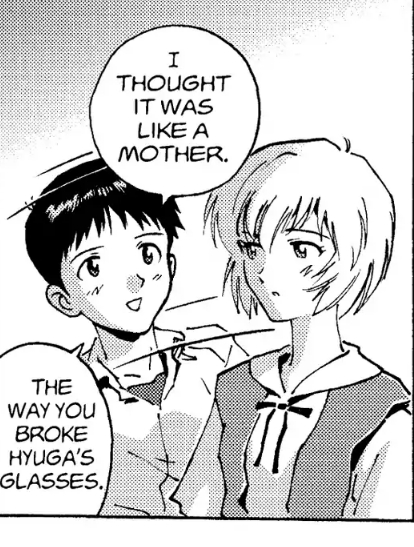 I
THOUGHT
IT WAS
LIKE A
MOTHER.
THE
WAY YOU
BROKE
HYUGA'S
GLASSES.